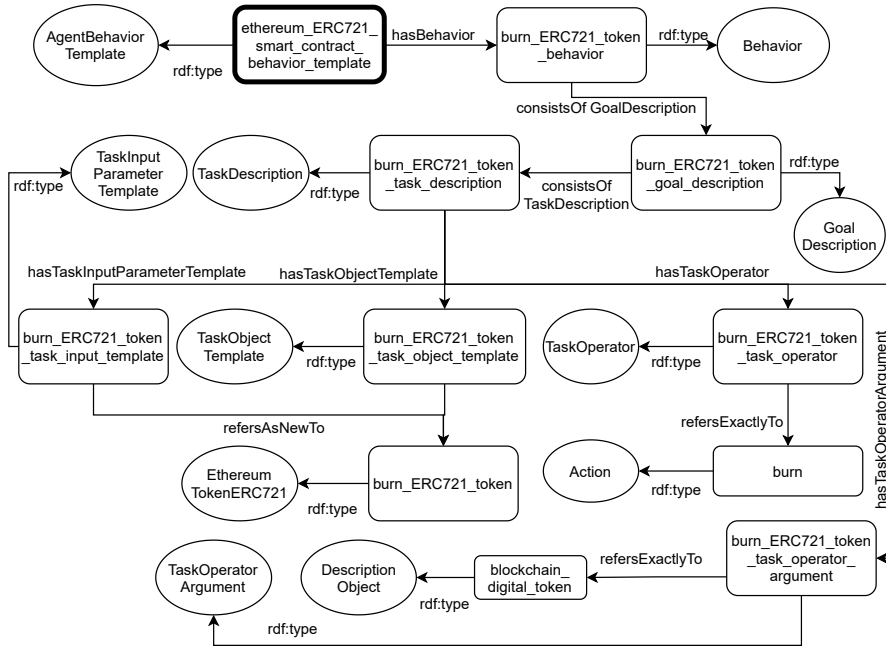 AgentBehavior
Template
rdf:type
ethereum_ERC721_
smart_contract_
behavior_template
hasBehavior
burn_ERC721_token
_behavior
rdf:type
Behavior
consistsOf GoalDescription
rdf:type
TaskInput
Parameter
Template
TaskDescription
rdf:type
burn_ERC721_token
_task_description
consistsOf
TaskDescription
burn_ERC721_token
_goal_description
rdf:type
Goal
Description
hasTaskInputParameterTemplate
hasTaskObjectTemplate
hasTaskOperator
hasTaskOperatorArgument
burn_ERC721_token
_task_input_template
TaskObject
Template
rdf:type
burn_ERC721_token
_task_object_template
TaskOperator
rdf:type
burn_ERC721_token
_task_operator
refersAsNewTo
refersExactlyTo
Ethereum
TokenERC721
rdf:type
burn_ERC721_token
Action
rdf:type
burn
TaskOperator
Argument
rdf:type
Description
Object
rdf:type
blockchain_
digital_token
refersExactlyTo
burn_ERC721_token
_task_operator_
argument